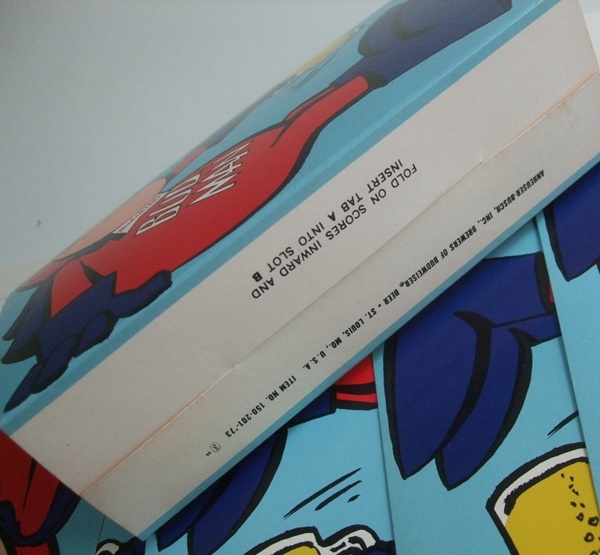 BUD
MAN
FOLD ON SCORES INWARD AND
INSERT TAB A INTO SLOT B
ANHEUSER-BUSCH, INC., BREWERS OF BUDWEISER® BEER • ST. LOUIS, MO., U.S.A. ITEM NO. 150-201-'73